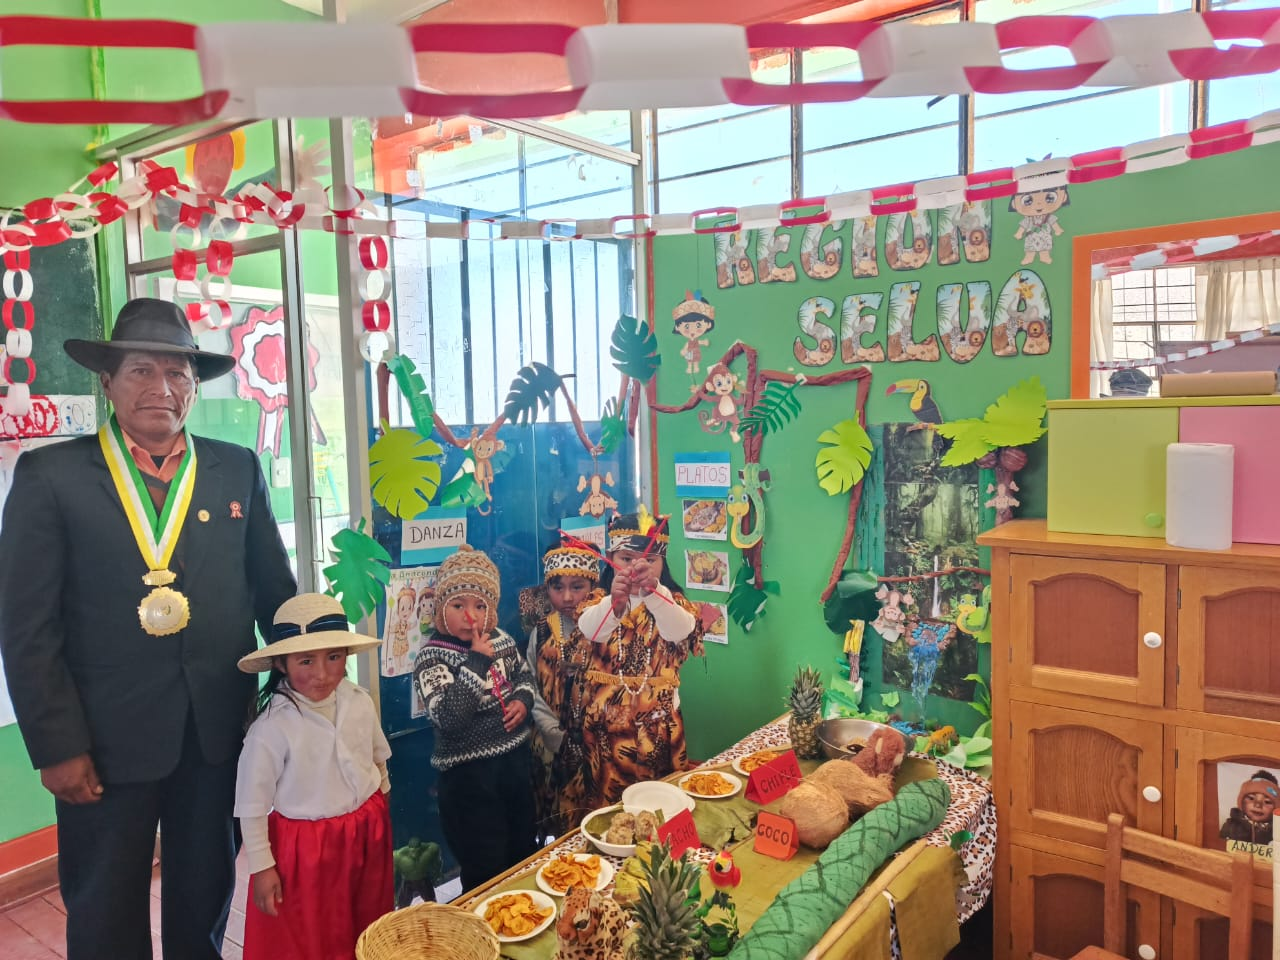 REGION
SELVA
PLATOS
DANZA
CHIFLE
TACACHO
COCO
ANDER